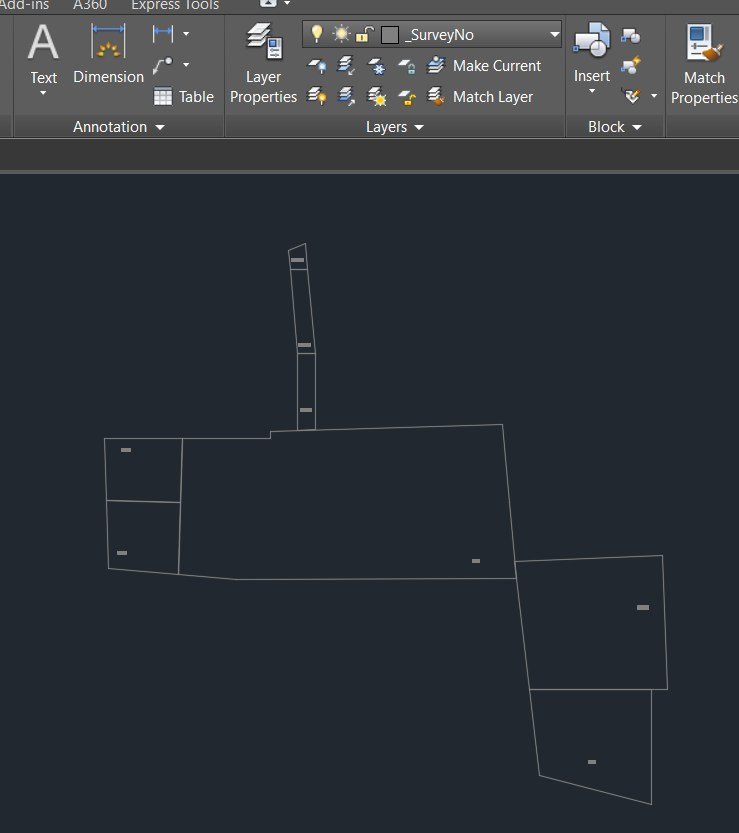 Add-ins A360 Express Tools
_SurveyNo
Text Dimension Table
Layer Properties
Make Current
Match Layer
Insert
Match Properties
Annotation Layers Block